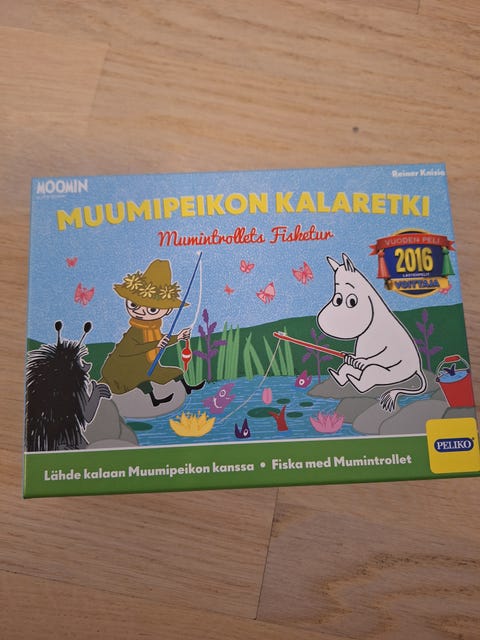 MOOMIN
Reiner Knizia
MUUMIPEIKON KALARETKI
Mumintrollets Fisketur
VUODEN PELI
2016
LASTENPELIT
VOITTAJA
PELIKO
Lähde kalaan Muumipeikon kanssa • Fiska med Mumintrollet